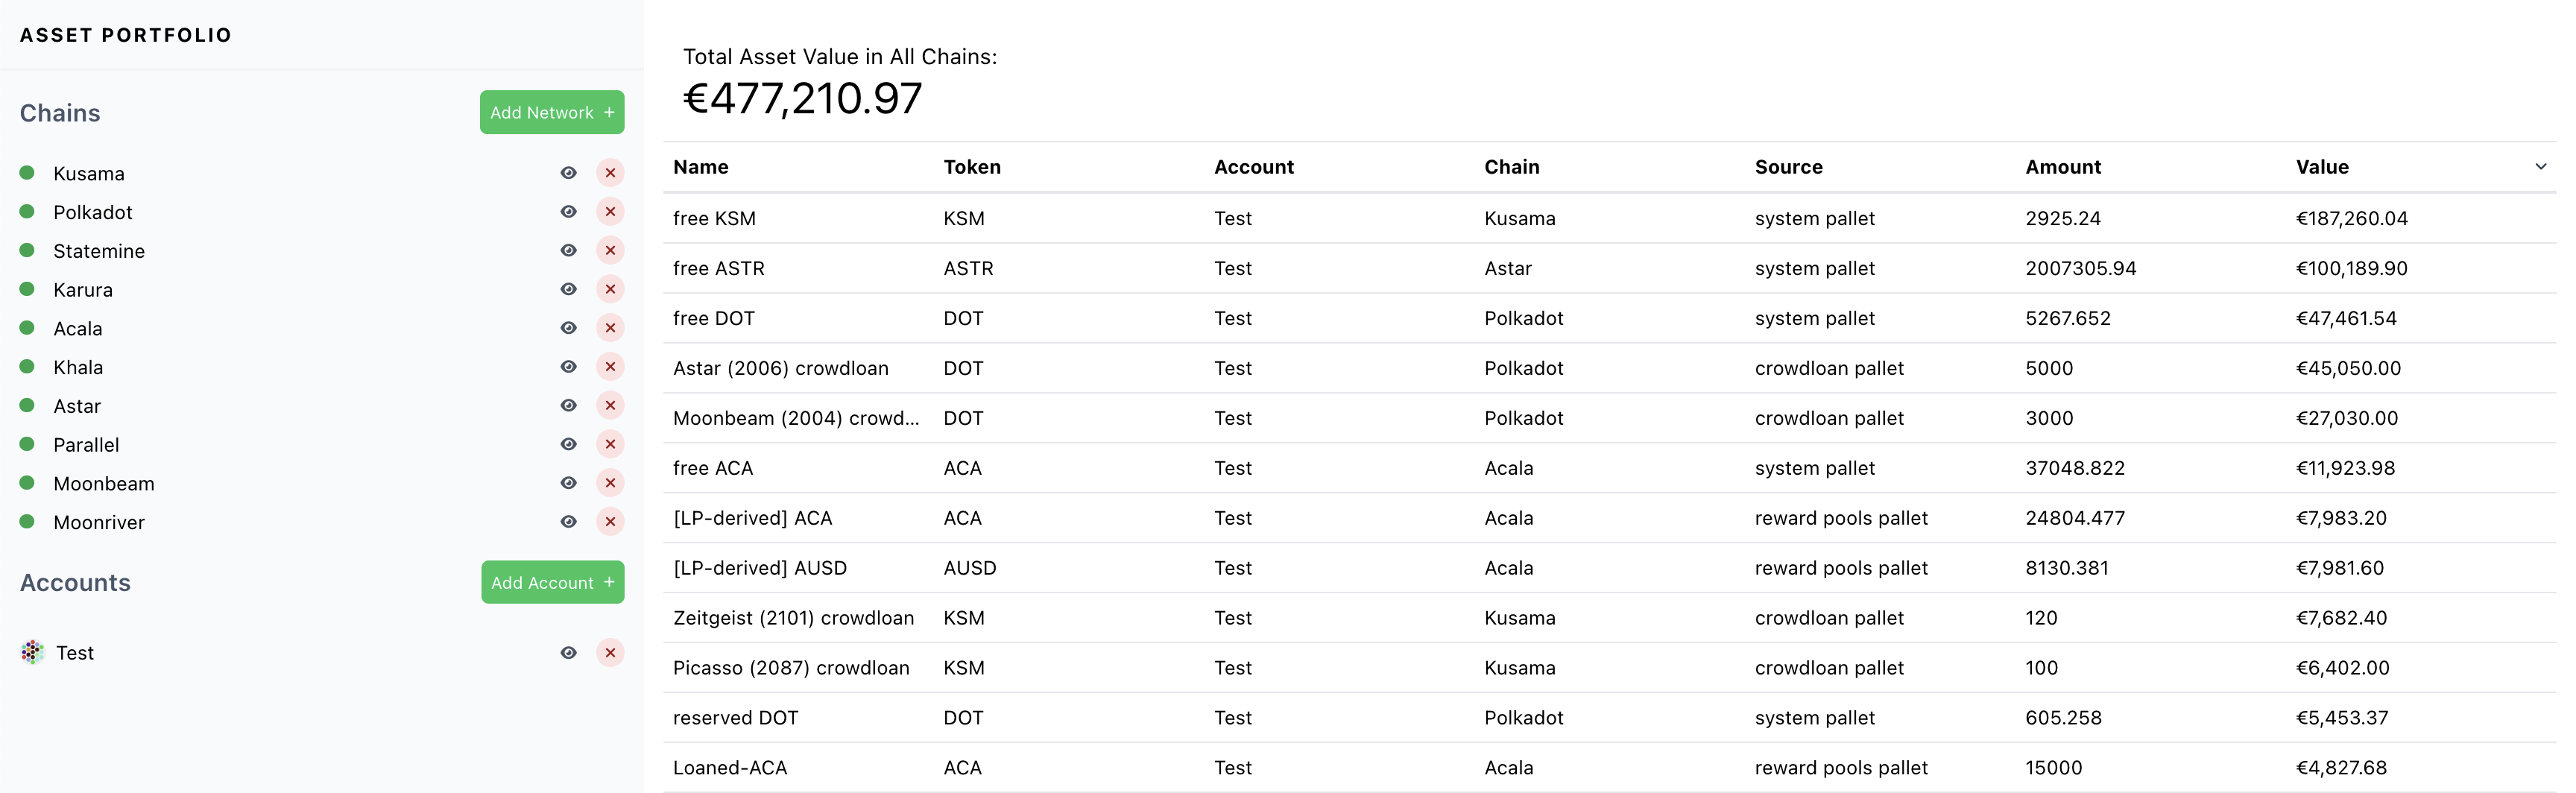 ASSET PORTFOLIO
Chains
Add Network +
Kusama
Polkadot
Statemine
Karura
Acala
Khala
Astar
Parallel
Moonbeam
Moonriver
Accounts
Add Account +
Test
Total Asset Value in All Chains:
€477,210.97
Name Token Account Chain Source Amount Value
free KSM KSM Test Kusama system pallet 2925.24 €187,260.04
free ASTR ASTR Test Astar system pallet 2007305.94 €100,189.90
free DOT DOT Test Polkadot system pallet 5267.652 €47,461.54
Astar (2006) crowdloan DOT Test Polkadot crowdloan pallet 5000 €45,050.00
Moonbeam (2004) crowd... DOT Test Polkadot crowdloan pallet 3000 €27,030.00
free ACA ACA Test Acala system pallet 37048.822 €11,923.98
[LP-derived] ACA ACA Test Acala reward pools pallet 24804.477 €7,983.20
[LP-derived] AUSD AUSD Test Acala reward pools pallet 8130.381 €7,981.60
Zeitgeist (2101) crowdloan KSM Test Kusama crowdloan pallet 120 €7,682.40
Picasso (2087) crowdloan KSM Test Kusama crowdloan pallet 100 €6,402.00
reserved DOT DOT Test Polkadot system pallet 605.258 €5,453.37
Loaned-ACA ACA Test Acala reward pools pallet 15000 €4,827.68